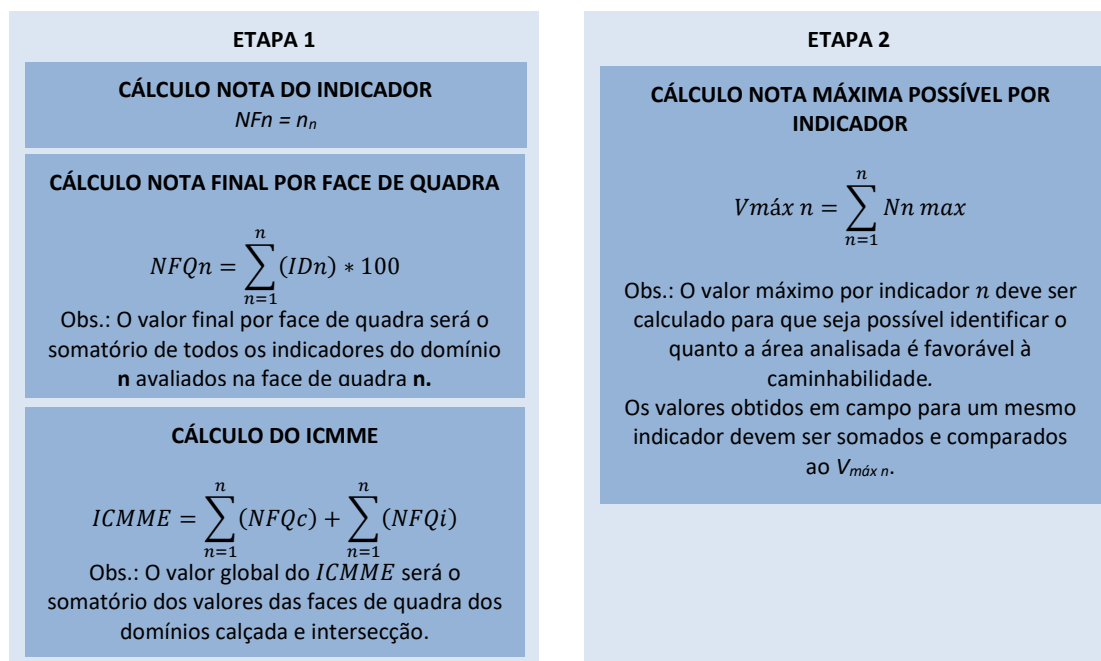 ETAPA 1
CÁLCULO NOTA DO INDICADOR
NFn = nₙ
CÁLCULO NOTA FINAL POR FACE DE QUADRA
n
NFQn = ∑ (IDn) ∗ 100
n=1
Obs.: O valor final por face de quadra será o
somatório de todos os indicadores do domínio
n avaliados na face de quadra n.
CÁLCULO DO ICMME
n n
ICMME = ∑ (NFQc) + ∑ (NFQi)
n=1 n=1
Obs.: O valor global do ICMME será o
somatório dos valores das faces de quadra dos
domínios calçada e intersecção.
ETAPA 2
CÁLCULO NOTA MÁXIMA POSSÍVEL POR
INDICADOR
n
Vmáx n = ∑ Nn max
n=1
Obs.: O valor máximo por indicador n deve ser
calculado para que seja possível identificar o
quanto a área analisada é favorável à
caminhabilidade.
Os valores obtidos em campo para um mesmo
indicador devem ser somados e comparados
ao Vmáx n.